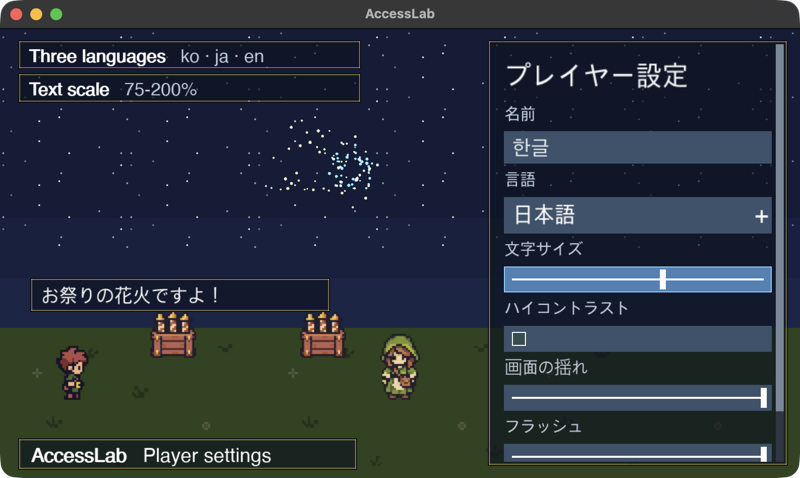 AccessLab
Three languages ko · ja · en
Text scale 75-200%
プレイヤー設定
名前
한글
言語
日本語 +
文字サイズ
ハイコントラスト
画面の揺れ
フラッシュ
お祭りの花火ですよ！
AccessLab Player settings